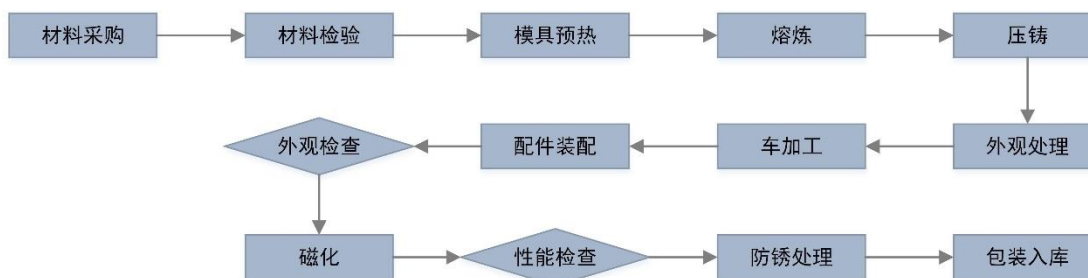 材料采购
材料检验
模具预热
熔炼
压铸
外观处理
车加工
配件装配
外观检查
磁化
性能检查
防锈处理
包装入库